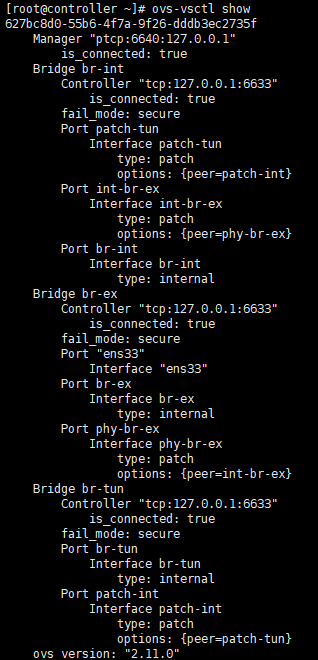 [root@controller ~]# ovs-vsctl show
627bc8d0-55b6-4f7a-9f26-dddb3ec2735f
    Manager "ptcp:6640:127.0.0.1"
        is_connected: true
    Bridge br-int
        Controller "tcp:127.0.0.1:6633"
            is_connected: true
        fail_mode: secure
        Port patch-tun
            Interface patch-tun
                type: patch
                options: {peer=patch-int}
        Port int-br-ex
            Interface int-br-ex
                type: patch
                options: {peer=phy-br-ex}
        Port br-int
            Interface br-int
                type: internal
    Bridge br-ex
        Controller "tcp:127.0.0.1:6633"
            is_connected: true
        fail_mode: secure
        Port "ens33"
            Interface "ens33"
        Port br-ex
            Interface br-ex
                type: internal
        Port phy-br-ex
            Interface phy-br-ex
                type: patch
                options: {peer=int-br-ex}
    Bridge br-tun
        Controller "tcp:127.0.0.1:6633"
            is_connected: true
        fail_mode: secure
        Port br-tun
            Interface br-tun
                type: internal
        Port patch-int
            Interface patch-int
                type: patch
                options: {peer=patch-tun}
    ovs version: "2.11.0"